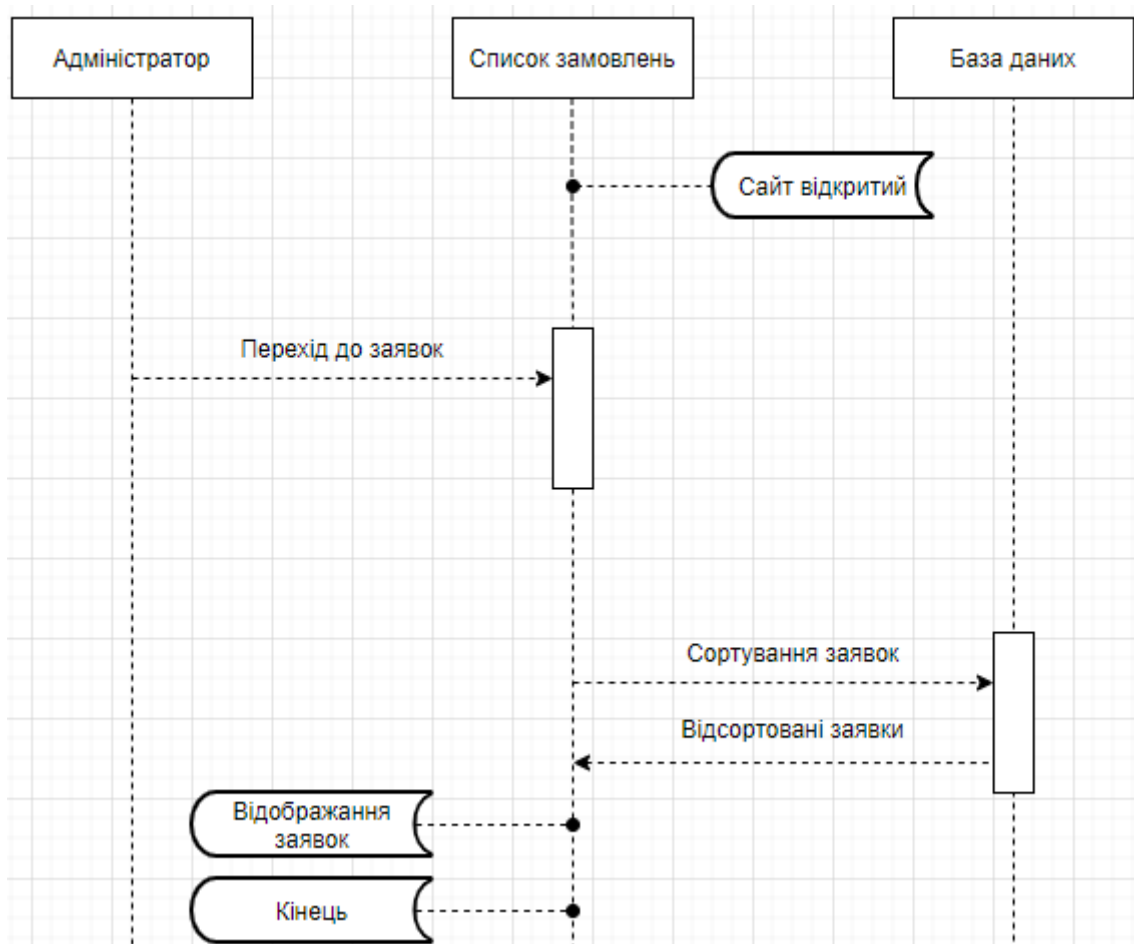 Адміністратор
Список замовлень
База даних
Сайт відкритий
Перехід до заявок
Сортування заявок
Відсортовані заявки
Відображання
заявок
Кінець